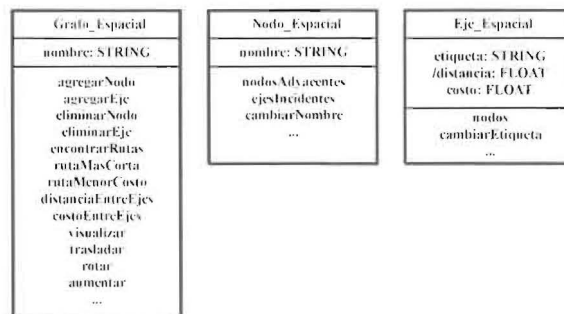 Grafo_Espacial
nombre: STRING
agregarNodo
agregarEje
eliminarNodo
eliminarEje
encontrarRutas
rutaMasCorta
rutaMenorCosto
distanciaEntreEjes
costoEntreEjes
visualizar
trasladar
rotar
aumentar
...
Nodo_Espacial
nombre: STRING
nodosAdyacentes
ejesIncidentes
cambiarNombre
...
Eje_Espacial
etiqueta: STRING
/distancia: FLOAT
costo: FLOAT
nodos
cambiarEtiqueta
...